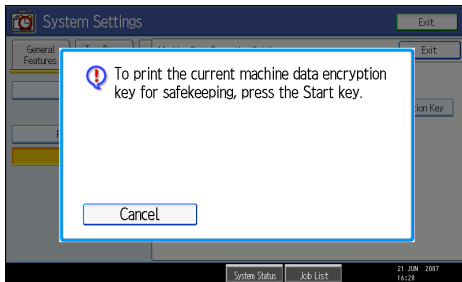 System Settings
Exit
General
Features
Exit
To print the current machine data encryption
key for safekeeping, press the Start key.
ion Key
Cancel
System Status
Job List
21 JUN 2007
16:28